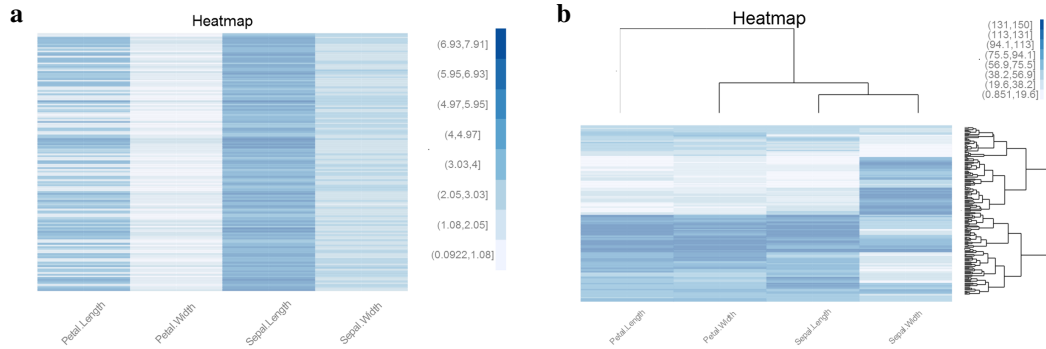 a
Heatmap
(6.93,7.91]
(5.95,6.93]
(4.97,5.95]
(4,4.97]
(3.03,4]
(2.05,3.03]
(1.08,2.05]
(0.0922,1.08]
Petal.Length
Petal.Width
Sepal.Length
Sepal.Width
b
Heatmap
(131,150]
(113,131]
(94.1,113]
(75.5,94.1]
(56.9,75.5]
(38.2,56.9]
(19.6,38.2]
(0.851,19.6]
Petal.Length
Petal.Width
Sepal.Length
Sepal.Width